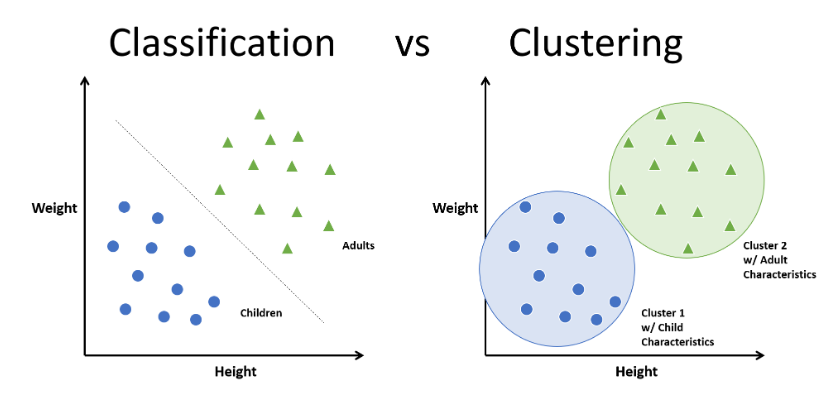 Classification vs Clustering
Weight
Adults
Children
Height
Weight
Cluster 2
w/ Adult
Characteristics
Cluster 1
w/ Child
Characteristics
Height